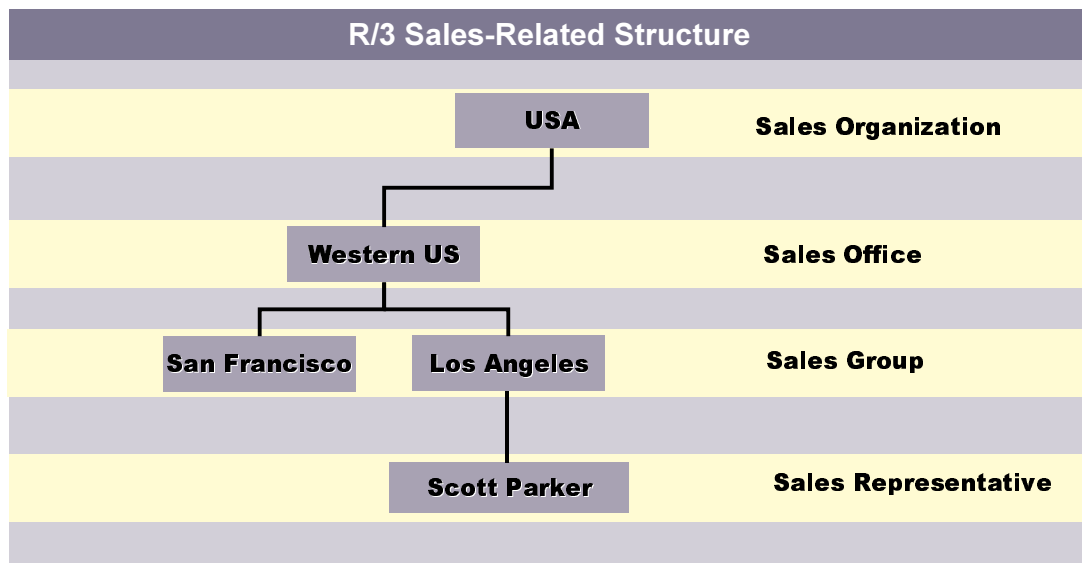 R/3 Sales-Related Structure
USA
Sales Organization
Western US
Sales Office
San Francisco
Los Angeles
Sales Group
Scott Parker
Sales Representative